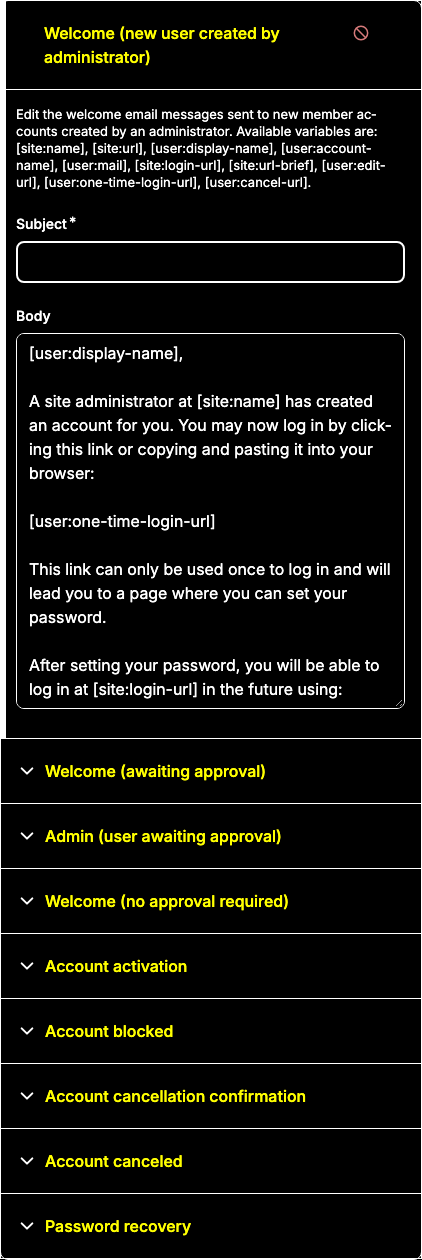 Welcome (new user created by
administrator)
Edit the welcome email messages sent to new member ac-
counts created by an administrator. Available variables are:
[site:name], [site:url], [user:display-name], [user:account-
name], [user:mail], [site:login-url], [site:url-brief], [user:edit-
url], [user:one-time-login-url], [user:cancel-url].
Subject*
Body
[user:display-name],
A site administrator at [site:name] has created
an account for you. You may now log in by click-
ing this link or copying and pasting it into your
browser:
[user:one-time-login-url]
This link can only be used once to log in and will
lead you to a page where you can set your
password.
After setting your password, you will be able to
log in at [site:login-url] in the future using:
Welcome (awaiting approval)
Admin (user awaiting approval)
Welcome (no approval required)
Account activation
Account blocked
Account cancellation confirmation
Account canceled
Password recovery